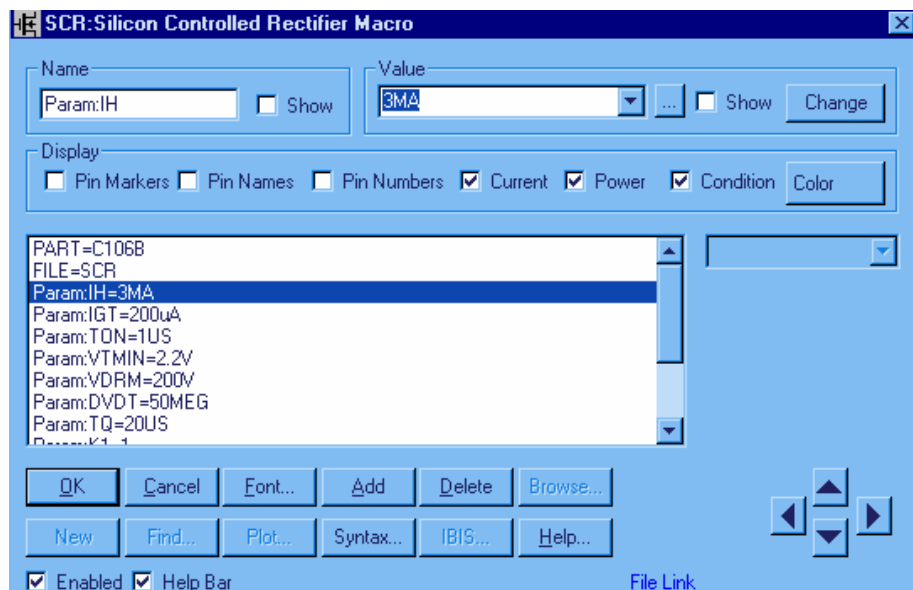 SCR:Silicon Controlled Rectifier Macro
Name
Value
Param:IH
Show
3MA
...
Show
Change
Display
Pin Markers
Pin Names
Pin Numbers
Current
Power
Condition
Color
PART=C106B
FILE=SCR
Param:IH=3MA
Param:IGT=200uA
Param:TON=1US
Param:VTMIN=2.2V
Param:VDRM=200V
Param:DVDT=50MEG
Param:TQ=20US
OK
Cancel
Font...
Add
Delete
Browse...
New
Find...
Plot...
Syntax...
IBIS...
Help...
Enabled
Help Bar
File Link